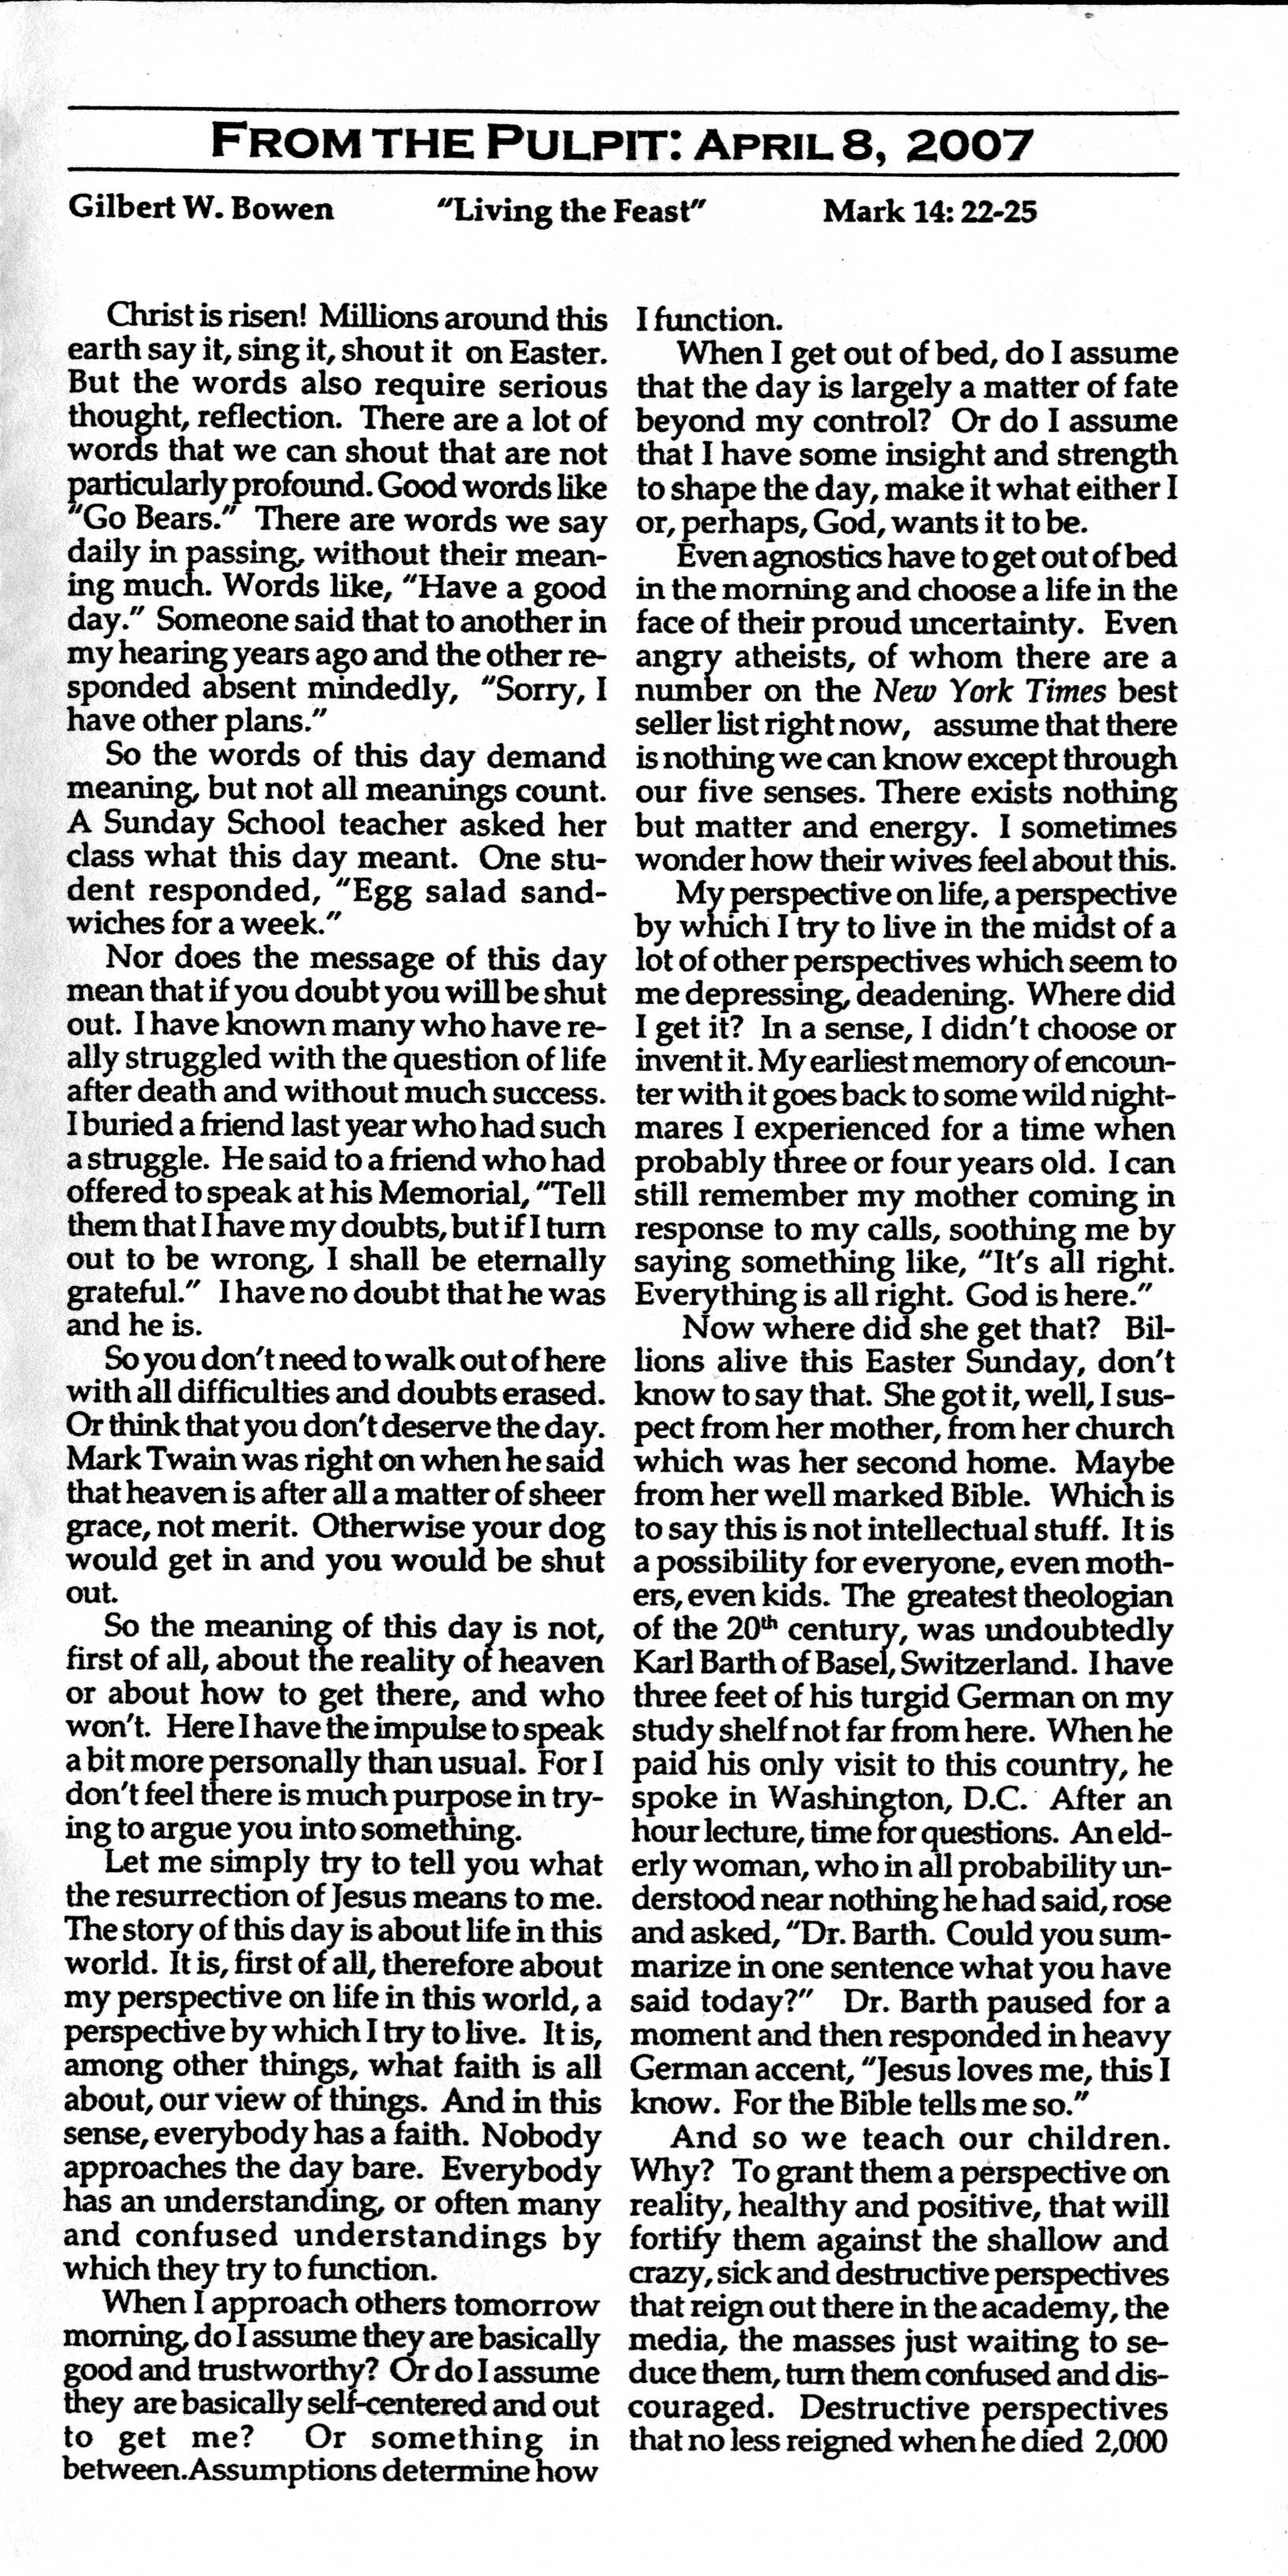 FROM THE PULPIT: APRIL 8, 2007
Gilbert W. Bowen "Living the Feast" Mark 14: 22-25
Christ is risen! Millions around this
earth say it, sing it, shout it on Easter.
But the words also require serious
thought, reflection. There are a lot of
words that we can shout that are not
particularly profound. Good words like
"Go Bears." There are words we say
daily in passing, without their mean-
ing much. Words like, "Have a good
day." Someone said that to another in
my hearing years ago and the other re-
sponded absent mindedly, "Sorry, I
have other plans."
So the words of this day demand
meaning, but not all meanings count.
A Sunday School teacher asked her
class what this day meant. One stu-
dent responded, "Egg salad sand-
wiches for a week."
Nor does the message of this day
mean that if you doubt you will be shut
out. I have known many who have re-
ally struggled with the question of life
after death and without much success.
I buried a friend last year who had such
a struggle. He said to a friend who had
offered to speak at his Memorial, "Tell
them that I have my doubts, but if I turn
out to be wrong, I shall be eternally
grateful." I have no doubt that he was
and he is.
So you don't need to walk out of here
with all difficulties and doubts erased.
Or think that you don't deserve the day.
Mark Twain was right on when he said
that heaven is after all a matter of sheer
grace, not merit. Otherwise your dog
would get in and you would be shut
out.
So the meaning of this day is not,
first of all, about the reality of heaven
or about how to get there, and who
won't. Here I have the impulse to speak
a bit more personally than usual. For I
don't feel there is much purpose in try-
ing to argue you into something.
Let me simply try to tell you what
the resurrection of Jesus means to me.
The story of this day is about life in this
world. It is, first of all, therefore about
my perspective on life in this world, a
perspective by which I try to live. It is,
among other things, what faith is all
about, our view of things. And in this
sense, everybody has a faith. Nobody
approaches the day bare. Everybody
has an understanding, or often many
and confused understandings by
which they try to function.
When I approach others tomorrow
morning, do I assume they are basically
good and trustworthy? Or do I assume
they are basically self-centered and out
to get me? Or something in
between.Assumptions determine how
I function.
When I get out of bed, do I assume
that the day is largely a matter of fate
beyond my control? Or do I assume
that I have some insight and strength
to shape the day, make it what either I
or, perhaps, God, wants it to be.
Even agnostics have to get out of bed
in the morning and choose a life in the
face of their proud uncertainty. Even
angry atheists, of whom there are a
number on the New York Times best
seller list right now, assume that there
is nothing we can know except through
our five senses. There exists nothing
but matter and energy. I sometimes
wonder how their wives feel about this.
My perspective on life, a perspective
by which I try to live in the midst of a
lot of other perspectives which seem to
me depressing, deadening. Where did
I get it? In a sense, I didn't choose or
invent it. My earliest memory of encoun-
ter with it goes back to some wild night-
mares I experienced for a time when
probably three or four years old. I can
still remember my mother coming in
response to my calls, soothing me by
saying something like, "It's all right.
Everything is all right. God is here."
Now where did she get that? Bil-
lions alive this Easter Sunday, don't
know to say that. She got it, well, I sus-
pect from her mother, from her church
which was her second home. Maybe
from her well marked Bible. Which is
to say this is not intellectual stuff. It is
a possibility for everyone, even moth-
ers, even kids. The greatest theologian
of the 20th century, was undoubtedly
Karl Barth of Basel, Switzerland. I have
three feet of his turgid German on my
study shelf not far from here. When he
paid his only visit to this country, he
spoke in Washington, D.C. After an
hour lecture, time for questions. An eld-
erly woman, who in all probability un-
derstood near nothing he had said, rose
and asked, "Dr. Barth. Could you sum-
marize in one sentence what you have
said today?" Dr. Barth paused for a
moment and then responded in heavy
German accent, "Jesus loves me, this I
know. For the Bible tells me so."
And so we teach our children.
Why? To grant them a perspective on
reality, healthy and positive, that will
fortify them against the shallow and
crazy, sick and destructive perspectives
that reign out there in the academy, the
media, the masses just waiting to se-
duce them, turn them confused and dis-
couraged. Destructive perspectives
that no less reigned when he died 2,000